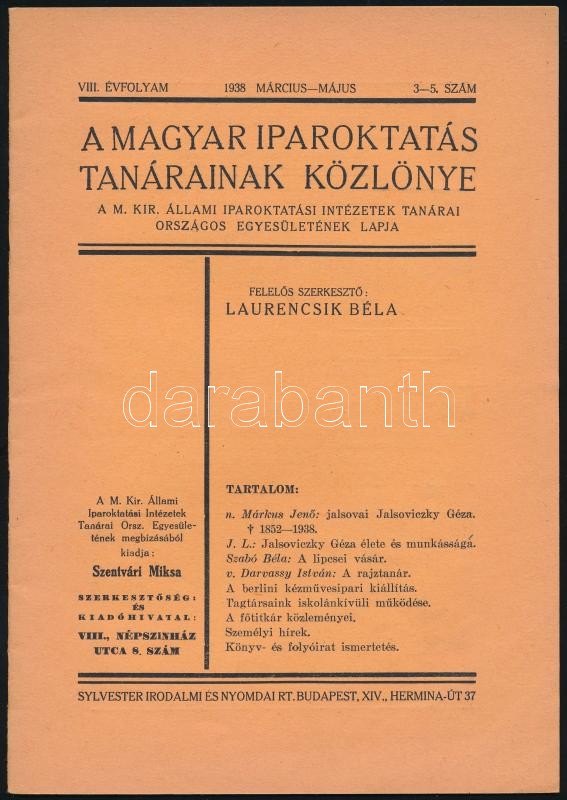 VIII. ÉVFOLYAM 1938 MÁRCIUS—MÁJUS 3—5. SZÁM
A MAGYAR IPAROKTATÁS
TANÁRAINAK KÖZLÖNYE
A M. KIR. ÁLLAMI IPAROKTATÁSI INTÉZETEK TANÁRAI
ORSZÁGOS EGYESÜLETÉNEK LAPJA
FELELŐS SZERKESZTŐ:
LAURENCSIK BÉLA
darabanth
A M. Kir. Állami
Iparoktatási Intézetek
Tanárai Orsz. Egyesüle-
tének megbízásából
kiadja:
Szentvári Miksa
SZERKESZTŐSÉG:
ÉS
KIADÓHIVATAL:
VIII., NÉPSZINHÁZ
UTCA 8. SZÁM
TARTALOM:
n. Márkus Jenő: jalsovai Jalsoviczky Géza.
† 1852—1938.
J. L.: Jalsoviczky Géza élete és munkássága.
Szabó Béla: A lipcsei vásár.
v. Darvassy István: A rajztanár.
A berlini kézművesipari kiállítás.
Tagtársaink iskolánkívüli működése.
A főtitkár közleményei.
Személyi hírek.
Könyv- és folyóirat ismertetés.
SYLVESTER IRODALMI ÉS NYOMDAI RT. BUDAPEST, XIV., HERMINA-ÚT 37